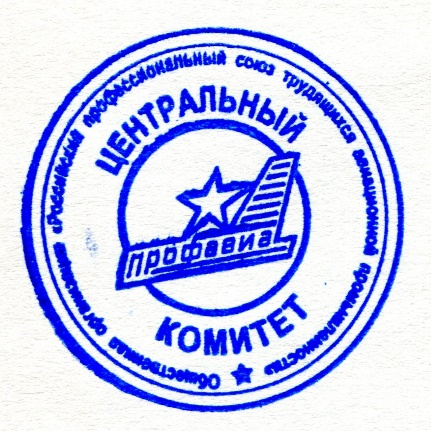 Общественная организация «Российский профессиональный союз трудящихся авиационной промышленности»
ЦЕНТРАЛЬНЫЙ
Профавиа
КОМИТЕТ